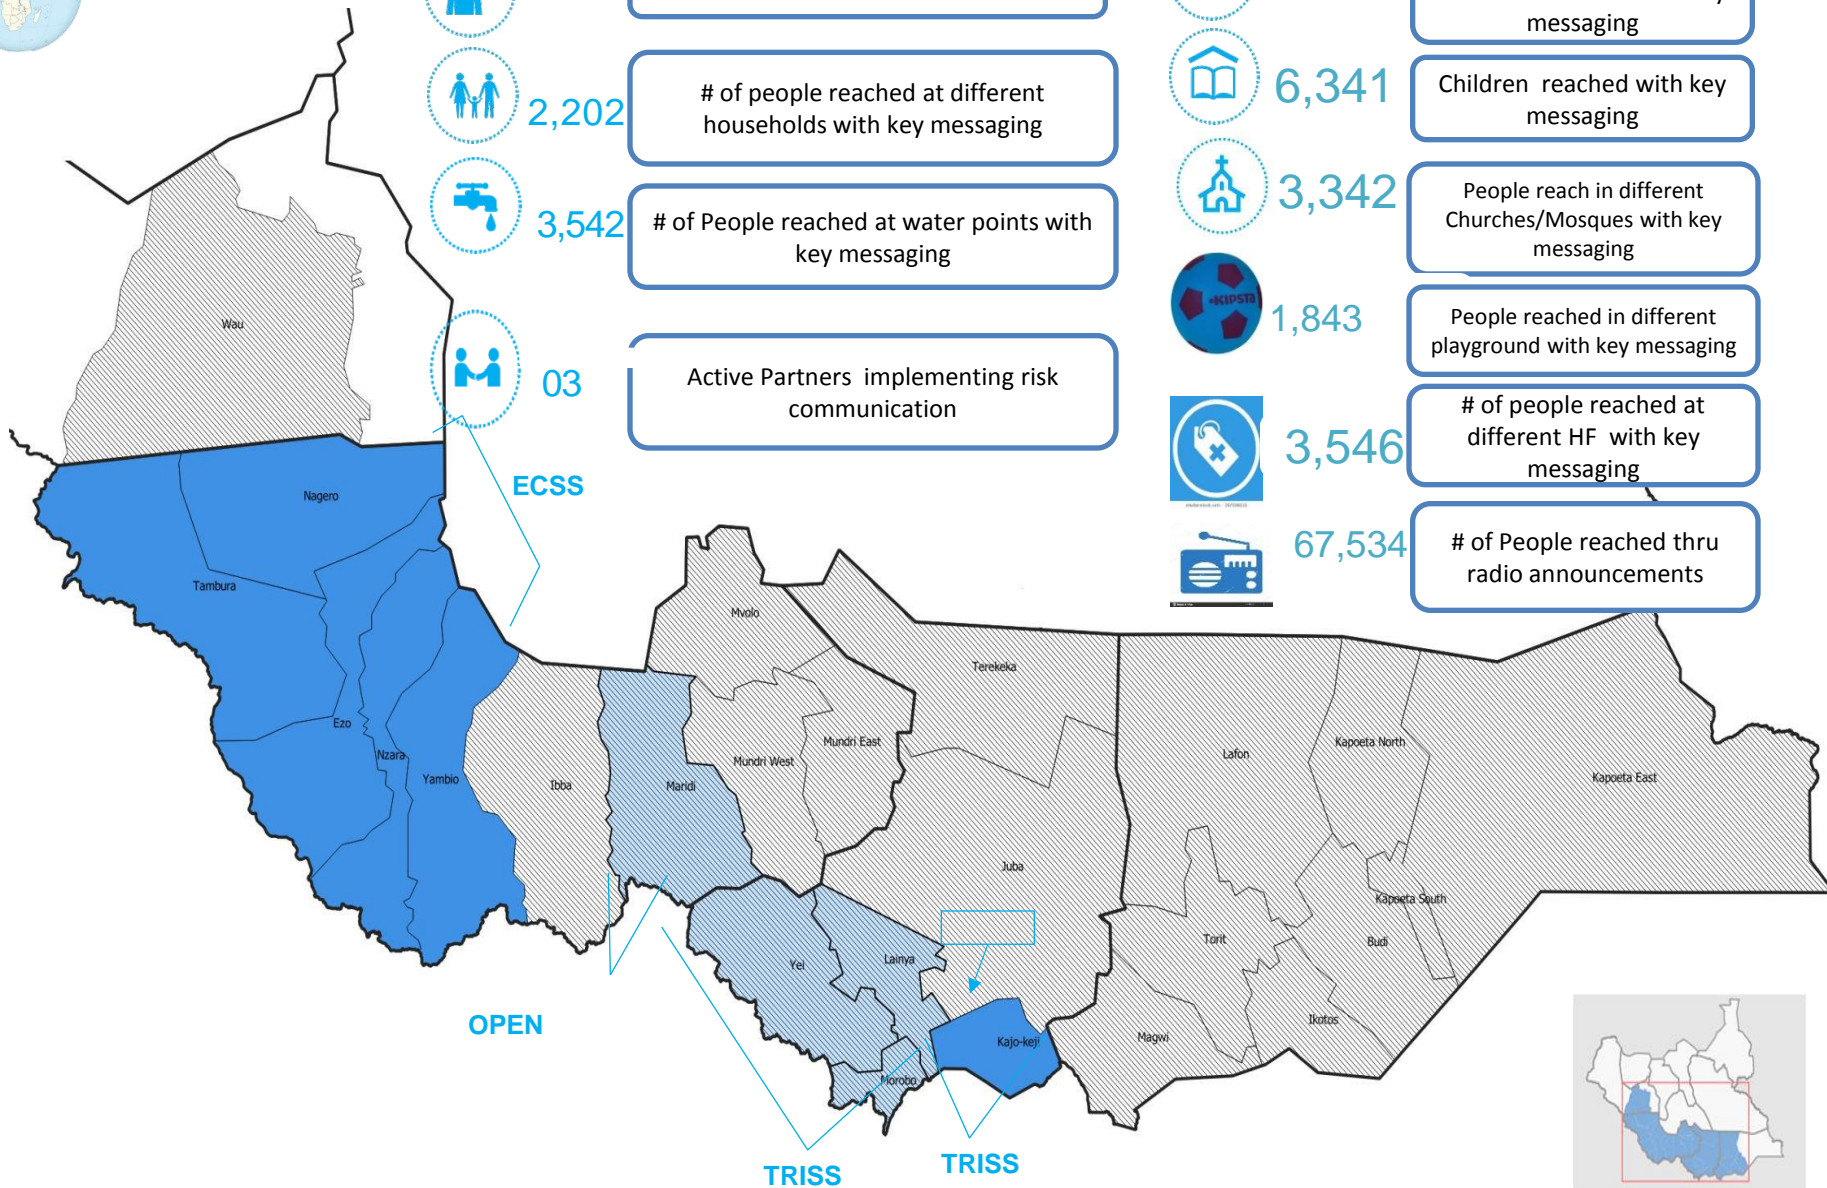 messaging
2,202
# of people reached at different
households with key messaging
6,341
Children reached with key
messaging
3,542
# of People reached at water points with
key messaging
3,342
People reach in different
Churches/Mosques with key
messaging
KIPSTA
1,843
People reached in different
playground with key messaging
03
Active Partners implementing risk
communication
3,546
# of people reached at
different HF with key
messaging
67,534
# of People reached thru
radio announcements
Wau
ECSS
Nagero
Tambura
Mvolo
Terekeka
Ezo
Nzara
Yambio
Ibba
Maridi
Mundri West
Mundri East
Lafon
Kapoeta North
Kapoeta East
Juba
Kapoeta South
Torit
Budi
Yei
Lainya
Ikotos
Magwi
Kajo-keji
Morobo
OPEN
TRISS
TRISS